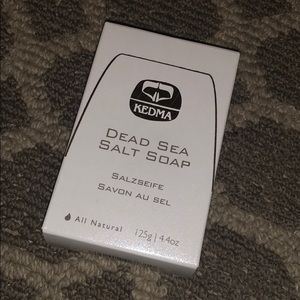 KEDMA
DEAD SEA
SALT SOAP
SALZSEIFE
SAVON AU SEL
All Natural 125g | 4.4oz